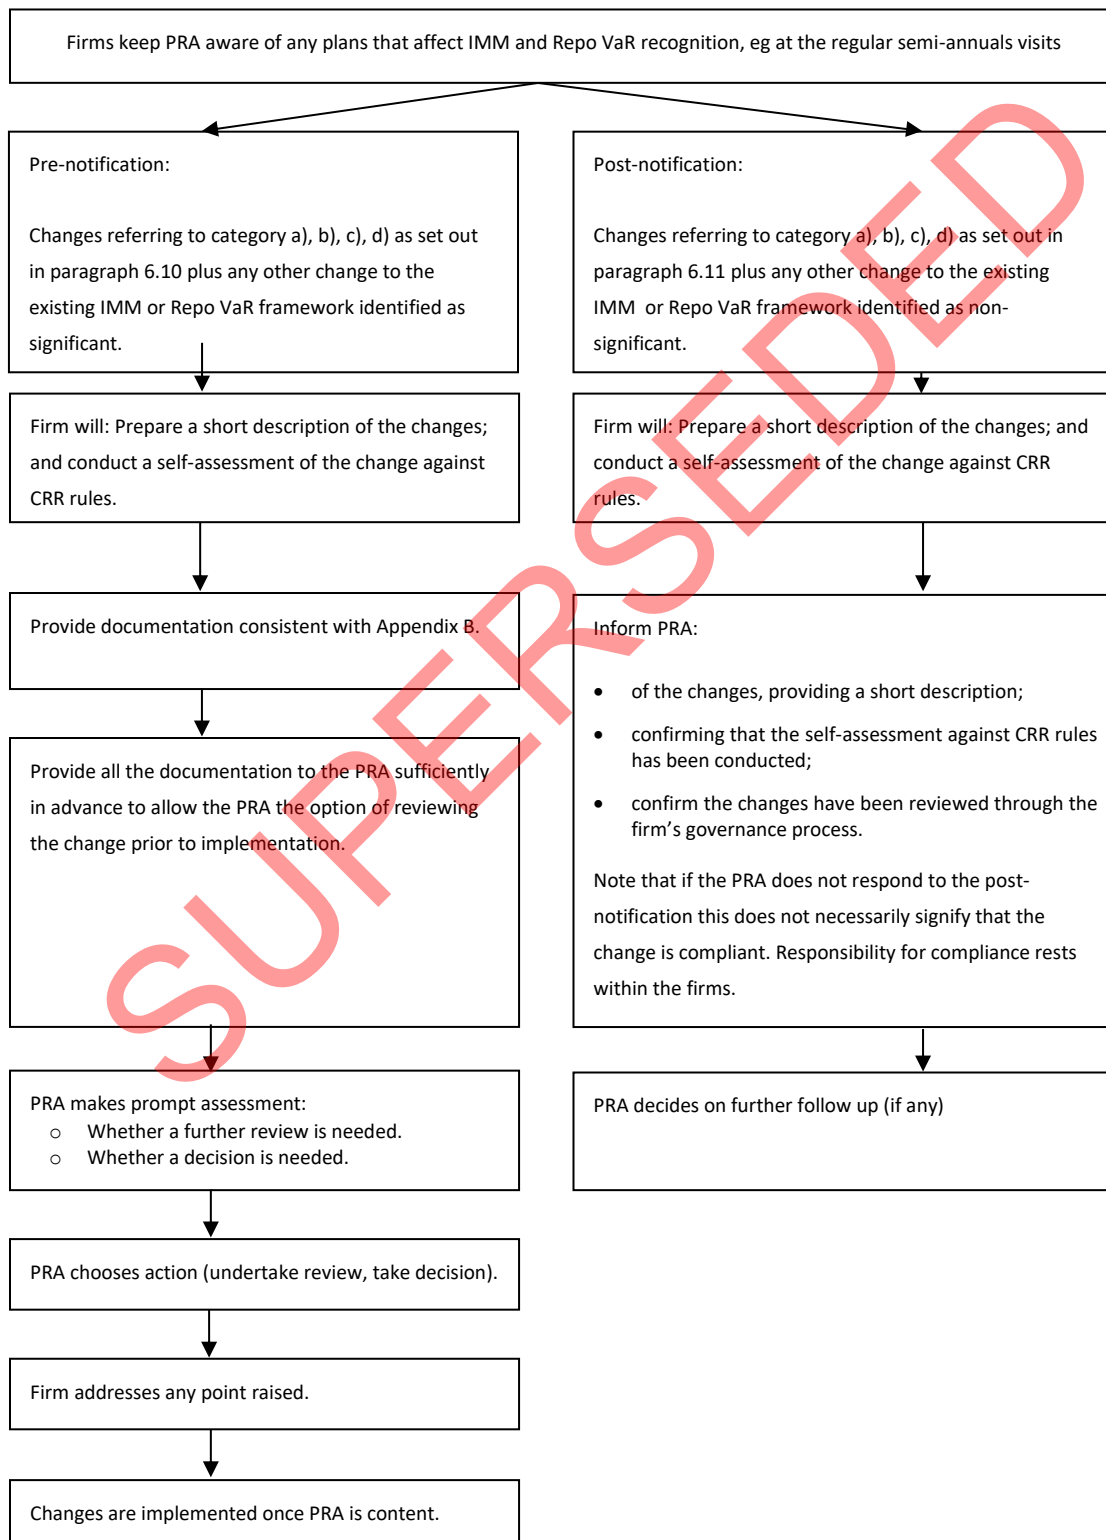 Firms keep PRA aware of any plans that affect IMM and Repo VaR recognition, eg at the regular semi-annuals visits
Pre-notification:
Changes referring to category a), b), c), d) as set out
in paragraph 6.10 plus any other change to the
existing IMM or Repo VaR framework identified as
significant.
Firm will: Prepare a short description of the changes;
and conduct a self-assessment of the change against
CRR rules.
Provide documentation consistent with Appendix B.
Provide all the documentation to the PRA sufficiently
in advance to allow the PRA the option of reviewing
the change prior to implementation.
PRA makes prompt assessment:
o Whether a further review is needed.
o Whether a decision is needed.
PRA chooses action (undertake review, take decision).
Firm addresses any point raised.
Changes are implemented once PRA is content.
Post-notification:
Changes referring to category a), b), c), d) as set out in
paragraph 6.11 plus any other change to the existing
IMM or Repo VaR framework identified as non-
significant.
Firm will: Prepare a short description of the changes; and
conduct a self-assessment of the change against CRR
rules.
Inform PRA:
• of the changes, providing a short description;
• confirming that the self-assessment against CRR rules
has been conducted;
• confirm the changes have been reviewed through the
firm's governance process.
Note that if the PRA does not respond to the post-
notification this does not necessarily signify that the
change is compliant. Responsibility for compliance rests
within the firms.
PRA decides on further follow up (if any)
SUPERSEDED